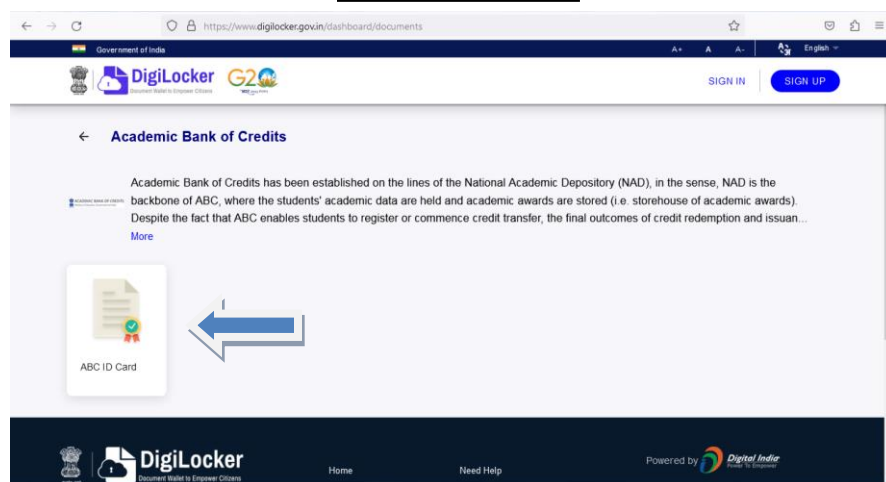 https://www.digilocker.gov.in/dashboard/documents
Government of India
A+ A A- English
DigiLocker
Document Wallet to Empower Citizens
G20
SIGN IN
SIGN UP
Academic Bank of Credits
Academic Bank of Credits has been established on the lines of the National Academic Depository (NAD), in the sense, NAD is the
backbone of ABC, where the students' academic data are held and academic awards are stored (i.e. storehouse of academic awards).
Despite the fact that ABC enables students to register or commence credit transfer, the final outcomes of credit redemption and issuan...
More
ABC ID Card
DigiLocker
Document Wallet to Empower Citizens
Home
Need Help
Powered by
Digital India
Power To Empower